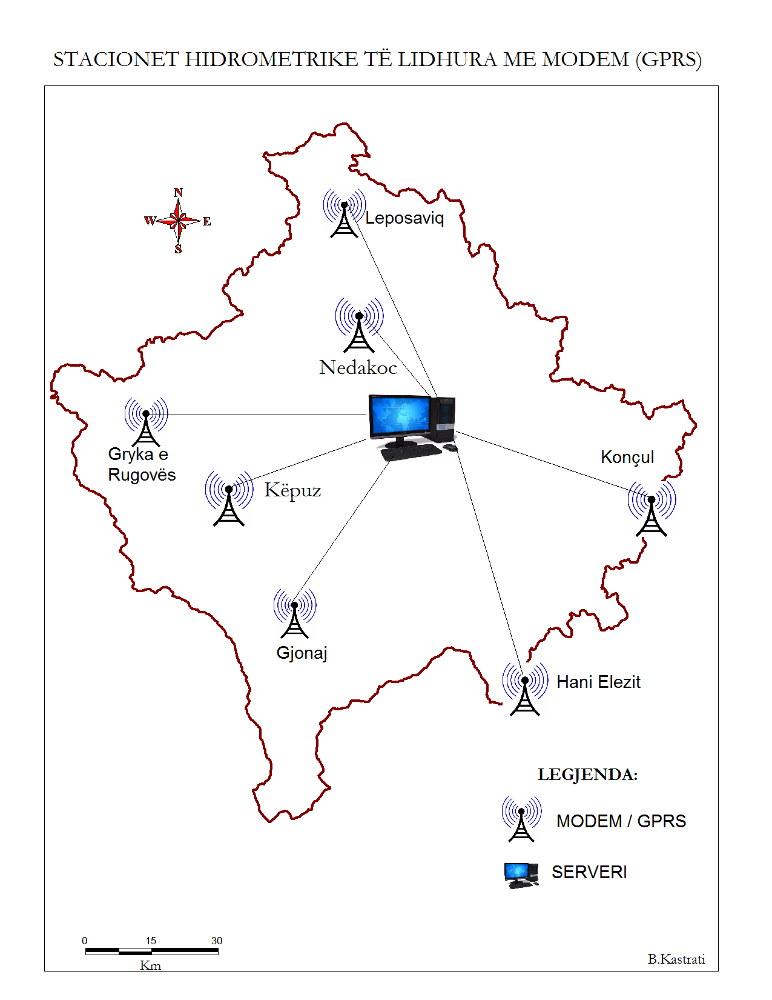 STACIONET HIDROMETRIKE TË LIDHURA ME MODEM (GPRS)
N
W
E
S
Leposaviq
Nedakoc
Gryka e
Rugovës
Konçul
Këpuz
Gjonaj
Hani Elezit
LEGJENDA:
MODEM / GPRS
SERVERI
0 15 30
Km
B.Kastrati